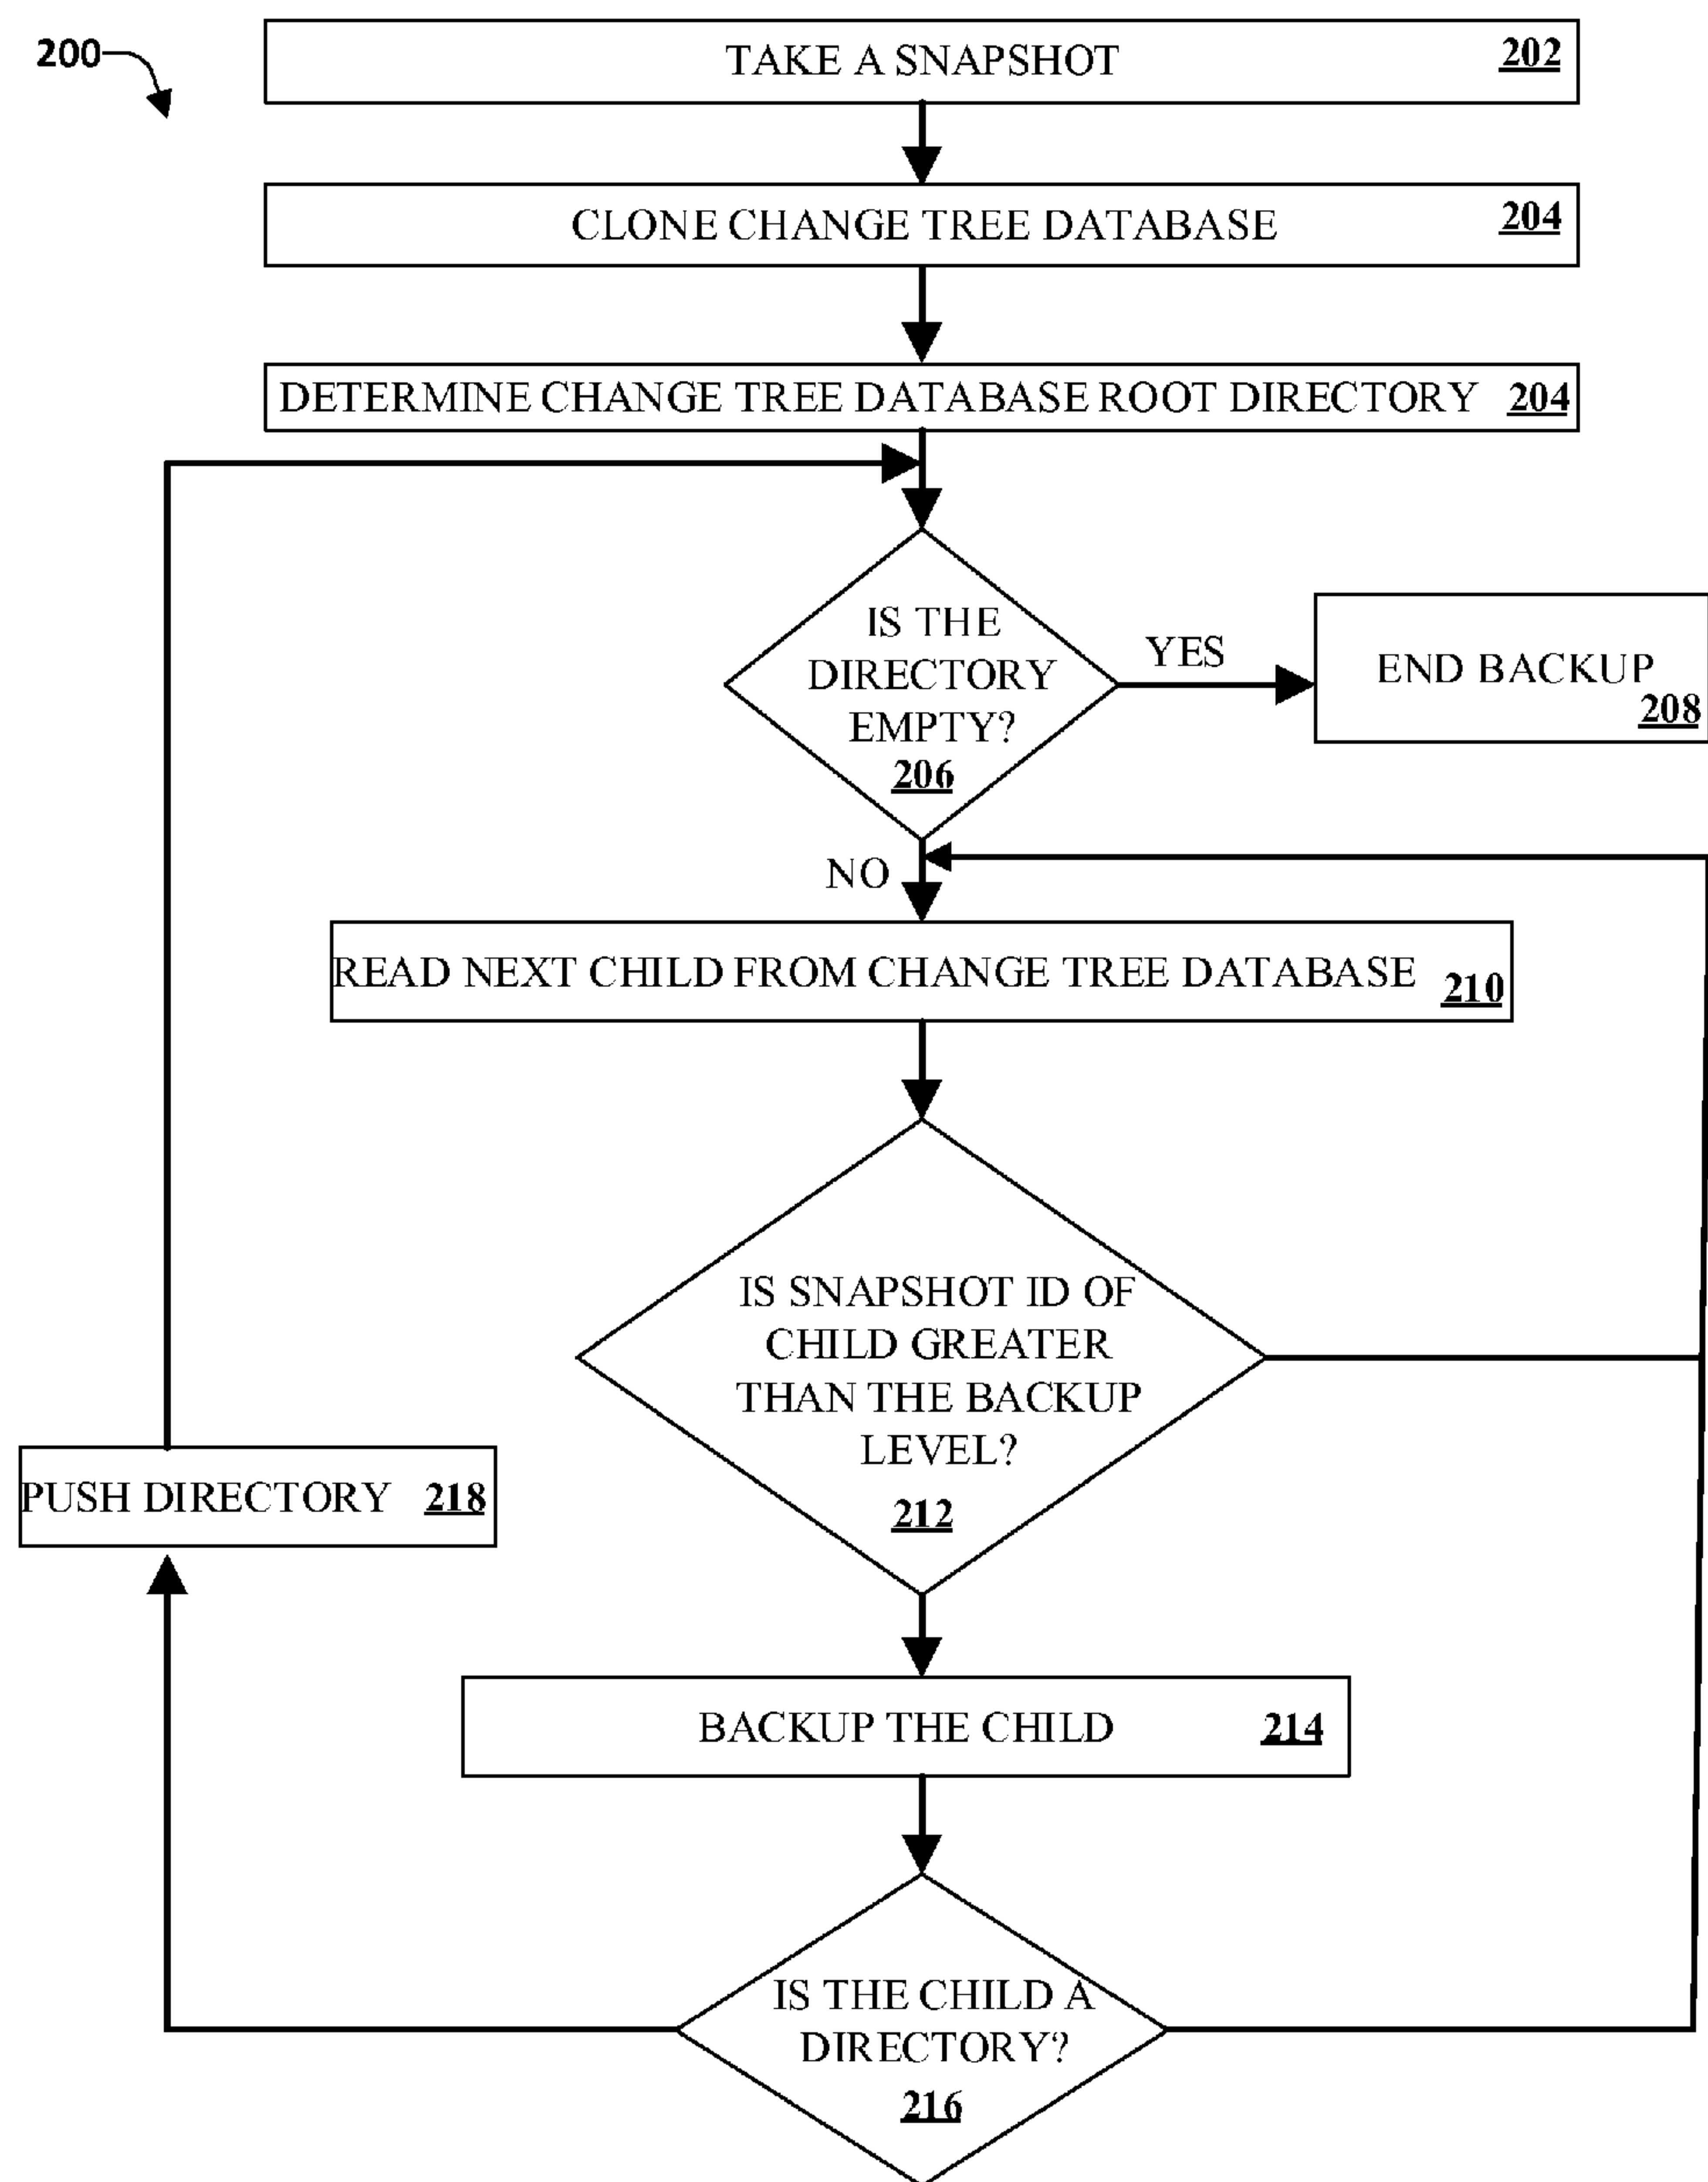 200
TAKE A SNAPSHOT 202
CLONE CHANGE TREE DATABASE 204
DETERMINE CHANGE TREE DATABASE ROOT DIRECTORY 204
IS THE
DIRECTORY
EMPTY?
206
YES
END BACKUP
208
NO
READ NEXT CHILD FROM CHANGE TREE DATABASE 210
IS SNAPSHOT ID OF
CHILD GREATER
THAN THE BACKUP
LEVEL?
212
PUSH DIRECTORY 218
BACKUP THE CHILD 214
IS THE CHILD A
DIRECTORY?
216